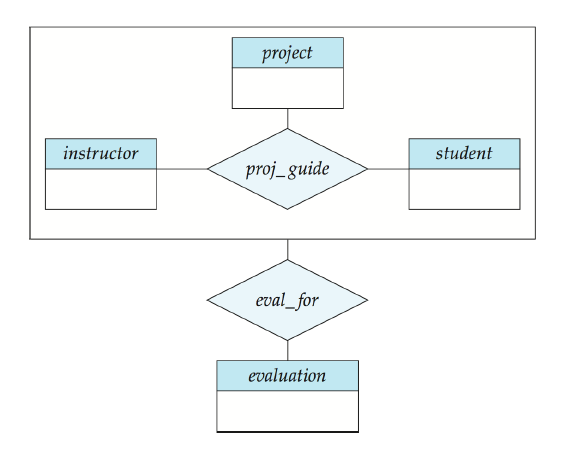 project
instructor
proj_guide
student
eval_for
evaluation